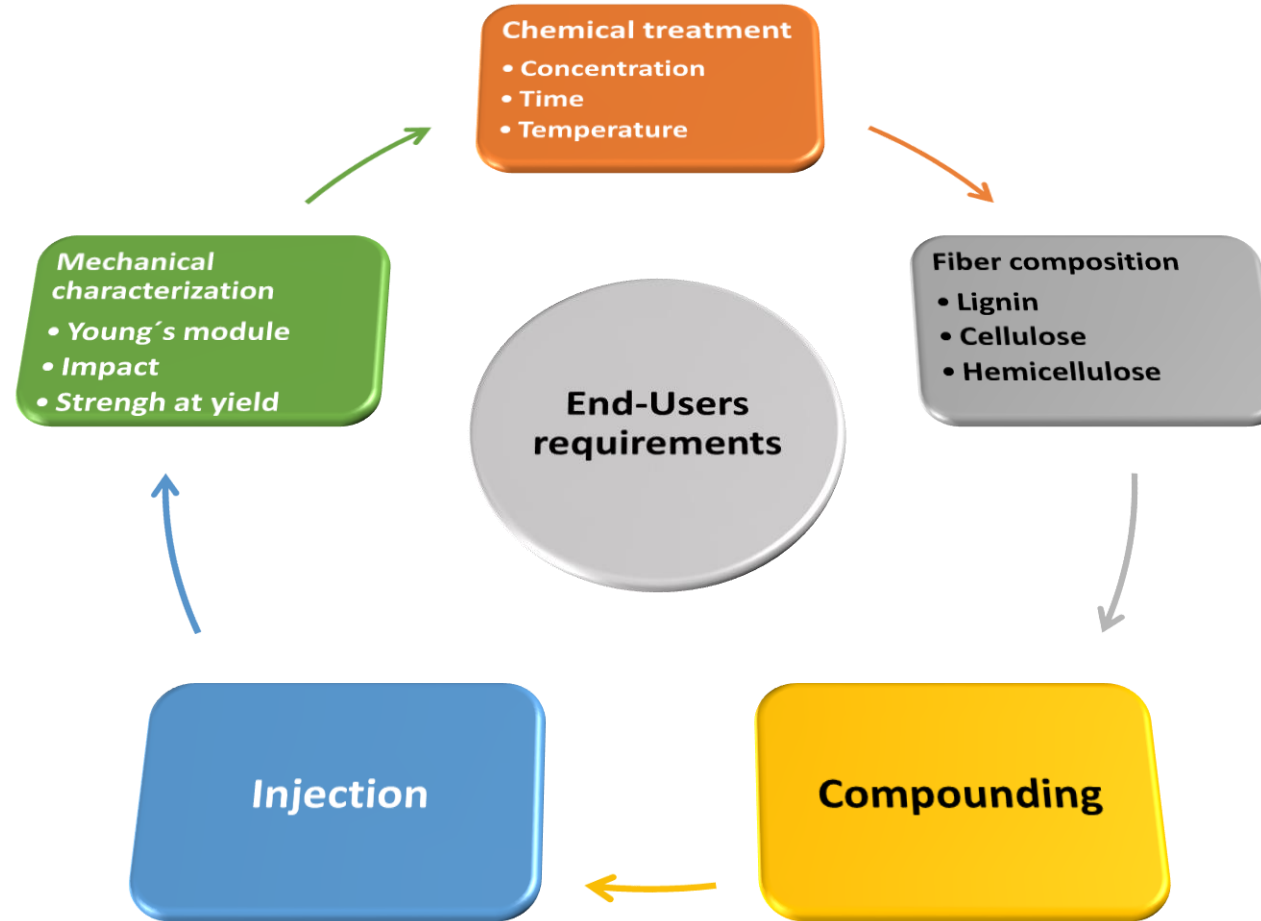 Chemical treatment
• Concentration
• Time
• Temperature
Fiber composition
• Lignin
• Cellulose
• Hemicellulose
Compounding
Injection
Mechanical
characterization
• Young´s module
• Impact
• Strengh at yield
End-Users
requirements